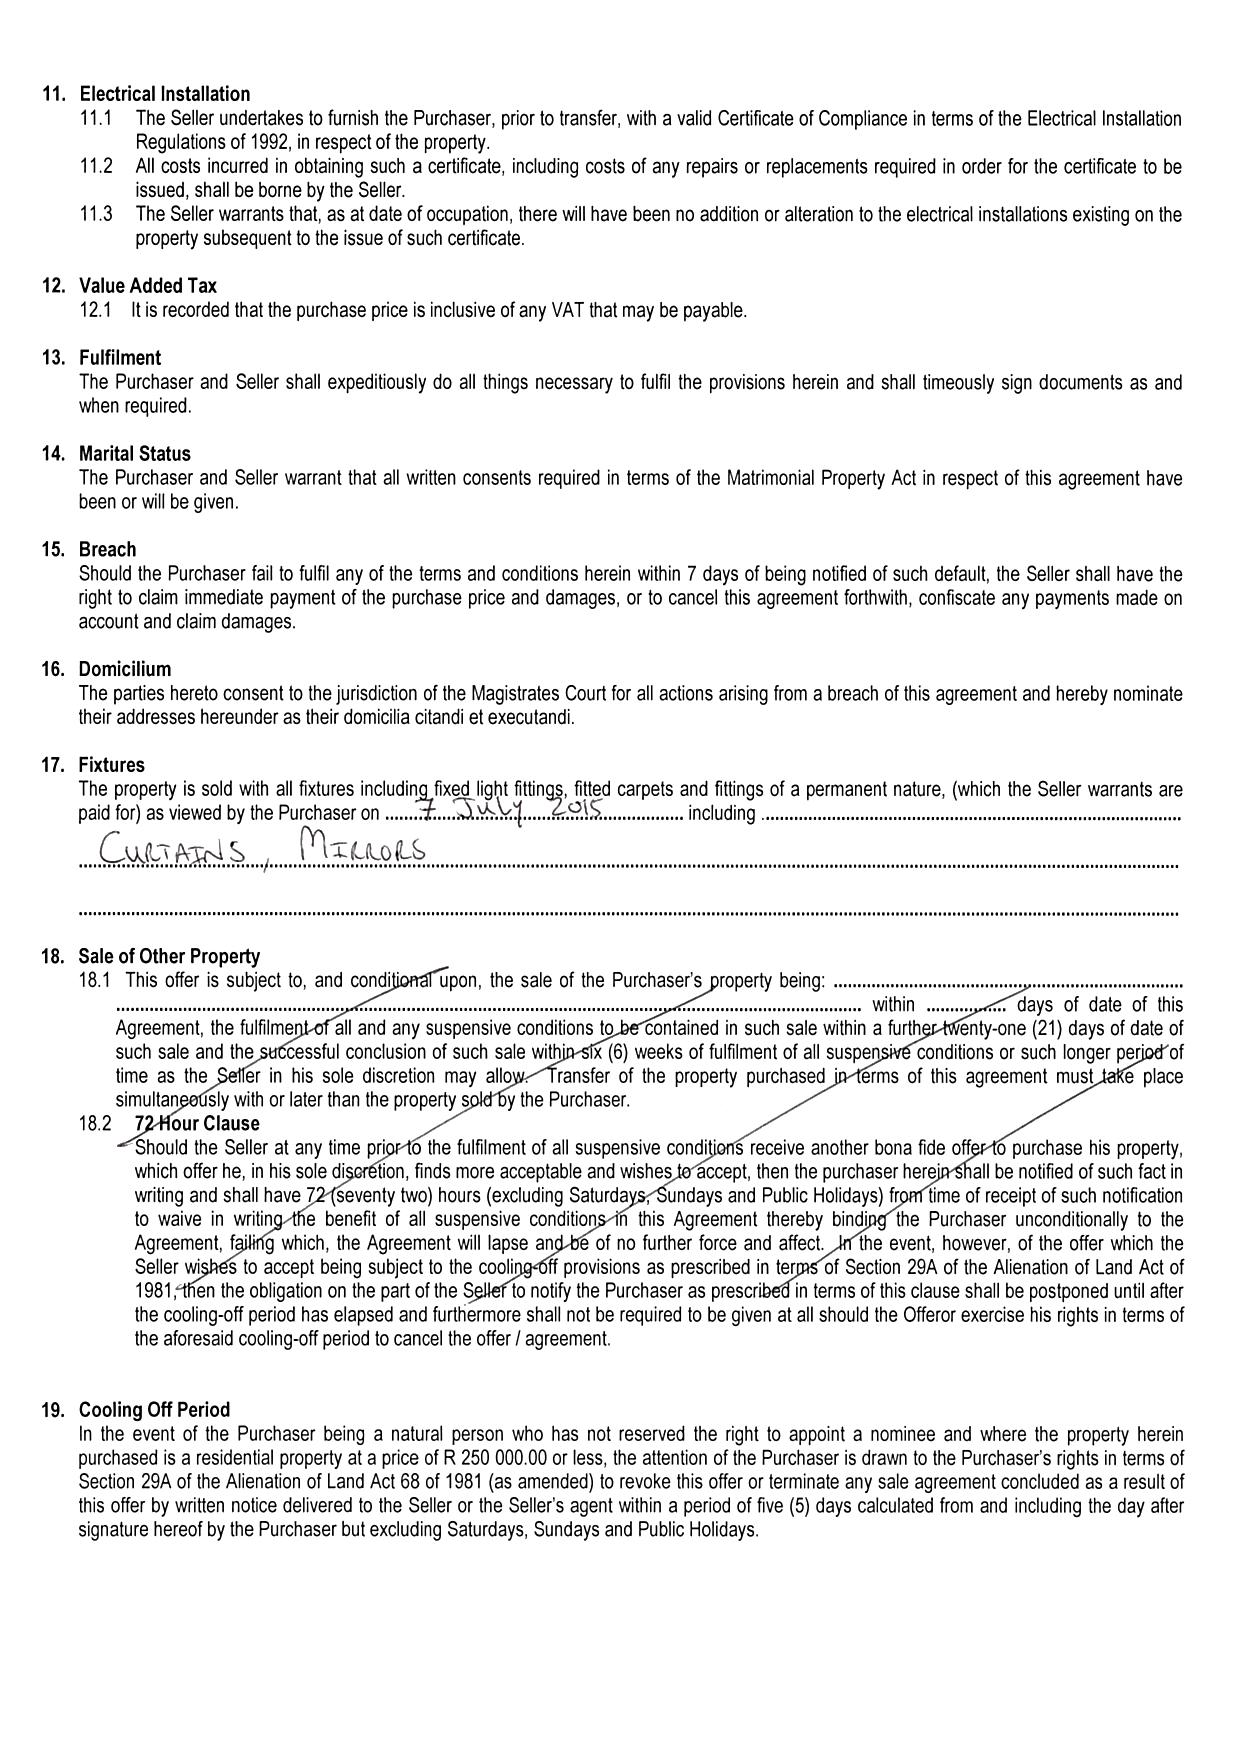 11. Electrical Installation
11.1 The Seller undertakes to furnish the Purchaser, prior to transfer, with a valid Certificate of Compliance in terms of the Electrical Installation
Regulations of 1992, in respect of the property.
11.2 All costs incurred in obtaining such a certificate, including costs of any repairs or replacements required in order for the certificate to be
issued, shall be borne by the Seller.
11.3 The Seller warrants that, as at date of occupation, there will have been no addition or alteration to the electrical installations existing on the
property subsequent to the issue of such certificate.
12. Value Added Tax
12.1 It is recorded that the purchase price is inclusive of any VAT that may be payable.
13. Fulfilment
The Purchaser and Seller shall expeditiously do all things necessary to fulfil the provisions herein and shall timeously sign documents as and
when required.
14. Marital Status
The Purchaser and Seller warrant that all written consents required in terms of the Matrimonial Property Act in respect of this agreement have
been or will be given.
15. Breach
Should the Purchaser fail to fulfil any of the terms and conditions herein within 7 days of being notified of such default, the Seller shall have the
right to claim immediate payment of the purchase price and damages, or to cancel this agreement forthwith, confiscate any payments made on
account and claim damages.
16. Domicilium
The parties hereto consent to the jurisdiction of the Magistrates Court for all actions arising from a breach of this agreement and hereby nominate
their addresses hereunder as their domicilia citandi et executandi.
17. Fixtures
The property is sold with all fixtures including fixed light fittings, fitted carpets and fittings of a permanent nature, (which the Seller warrants are
paid for) as viewed by the Purchaser on 7 July 2015 including
CURTAINS, MIRRORS
18. Sale of Other Property
18.1 This offer is subject to, and conditional upon, the sale of the Purchaser's property being:
within days of date of this
Agreement, the fulfilment of all and any suspensive conditions to be contained in such sale within a further twenty-one (21) days of date of
such sale and the successful conclusion of such sale within six (6) weeks of fulfilment of all suspensive conditions or such longer period of
time as the Seller in his sole discretion may allow. Transfer of the property purchased in terms of this agreement must take place
simultaneously with or later than the property sold by the Purchaser.
18.2 72 Hour Clause
Should the Seller at any time prior to the fulfilment of all suspensive conditions receive another bona fide offer to purchase his property,
which offer he, in his sole discretion, finds more acceptable and wishes to accept, then the purchaser herein shall be notified of such fact in
writing and shall have 72 (seventy two) hours (excluding Saturdays, Sundays and Public Holidays) from time of receipt of such notification
to waive in writing the benefit of all suspensive conditions in this Agreement thereby binding the Purchaser unconditionally to the
Agreement, failing which, the Agreement will lapse and be of no further force and affect. In the event, however, of the offer which the
Seller wishes to accept being subject to the cooling-off provisions as prescribed in terms of Section 29A of the Alienation of Land Act of
1981, then the obligation on the part of the Seller to notify the Purchaser as prescribed in terms of this clause shall be postponed until after
the cooling-off period has elapsed and furthermore shall not be required to be given at all should the Offeror exercise his rights in terms of
the aforesaid cooling-off period to cancel the offer / agreement.
19. Cooling Off Period
In the event of the Purchaser being a natural person who has not reserved the right to appoint a nominee and where the property herein
purchased is a residential property at a price of R 250 000.00 or less, the attention of the Purchaser is drawn to the Purchaser's rights in terms of
Section 29A of the Alienation of Land Act 68 of 1981 (as amended) to revoke this offer or terminate any sale agreement concluded as a result of
this offer by written notice delivered to the Seller or the Seller's agent within a period of five (5) days calculated from and including the day after
signature hereof by the Purchaser but excluding Saturdays, Sundays and Public Holidays.